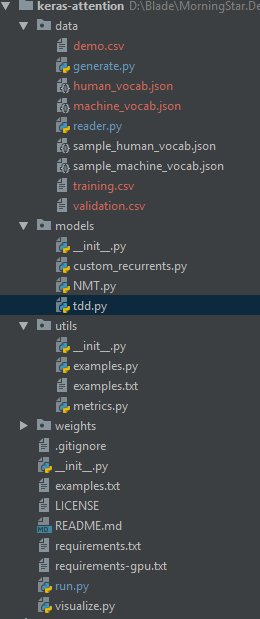 keras-attention D:\Blade\MorningStar.De
data
demo.csv
generate.py
human_vocab.json
machine_vocab.json
reader.py
sample_human_vocab.json
sample_machine_vocab.json
training.csv
validation.csv
models
__init__.py
custom_recurrents.py
NMT.py
tdd.py
utils
__init__.py
examples.py
examples.txt
metrics.py
weights
.gitignore
__init__.py
examples.txt
LICENSE
README.md
requirements.txt
requirements-gpu.txt
run.py
visualize.py